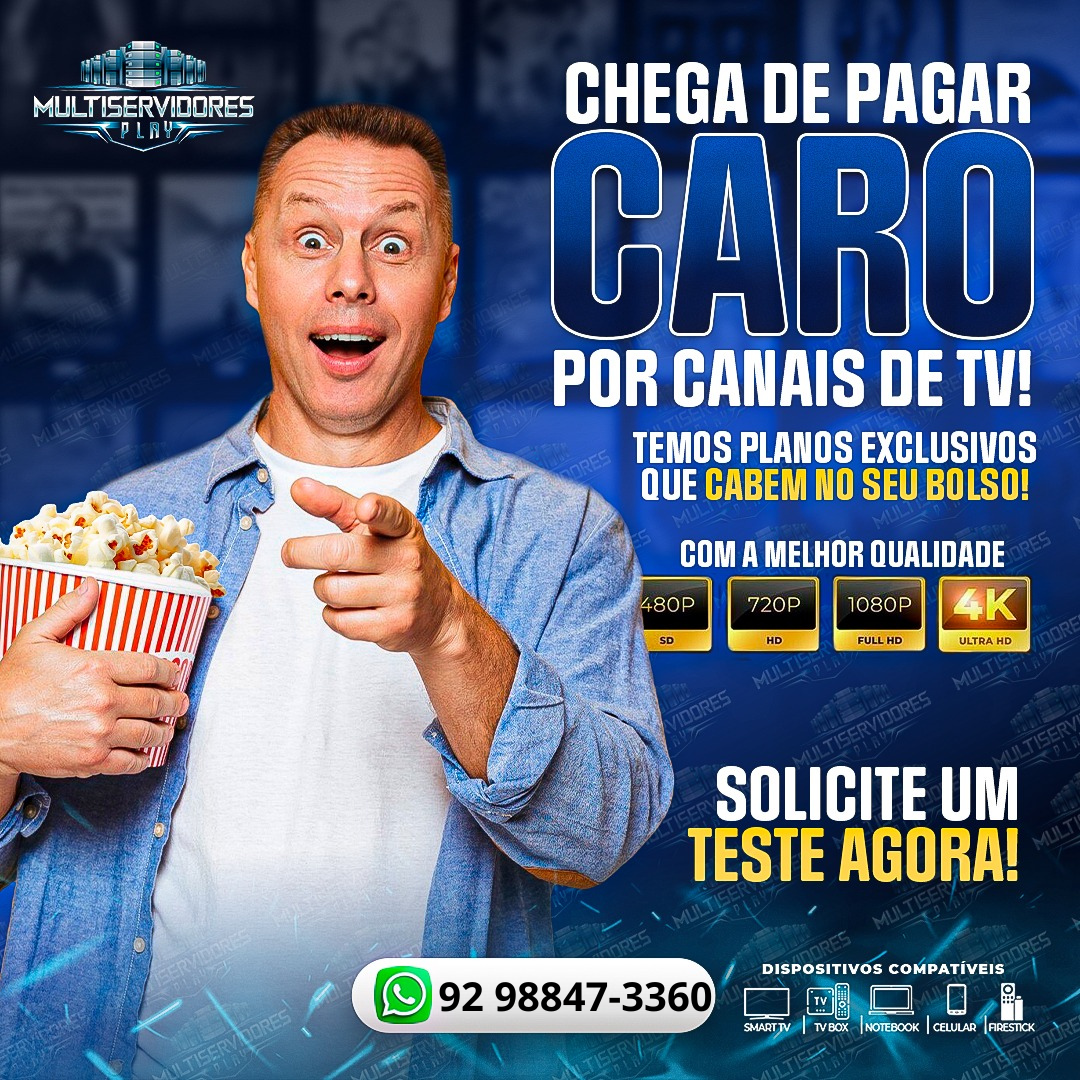 MULTISERVIDORES
PLAY
CHEGA DE PAGAR
CARO
POR CANAIS DE TV!
TEMOS PLANOS EXCLUSIVOS
QUE CABEM NO SEU BOLSO!
COM A MELHOR QUALIDADE
480P 720P 1080P 4K
SD HD FULL HD ULTRA HD
SOLICITE UM
TESTE AGORA!
92 98847-3360
DISPOSITIVOS COMPATÍVEIS
TV
SMART TV | TV BOX | NOTEBOOK | CELULAR | FIRESTICK